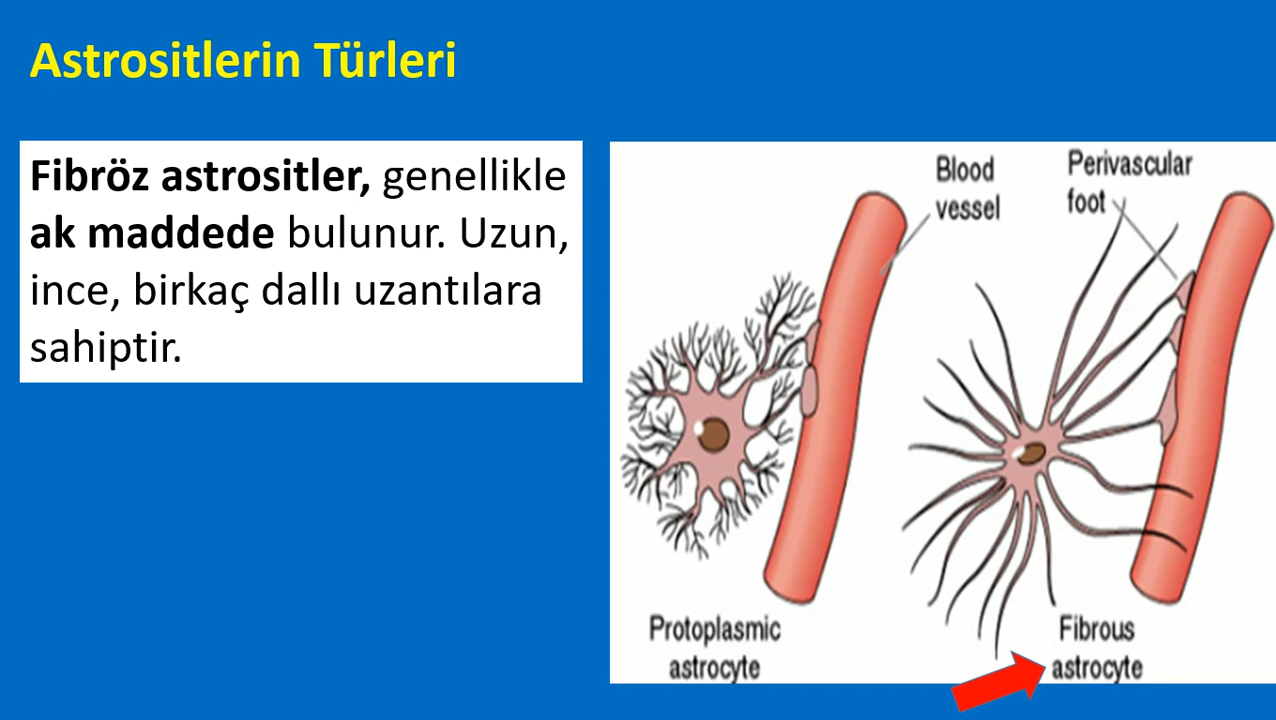 Astrositlerin Türleri
Fibröz astrositler, genellikle
ak maddede bulunur. Uzun,
ince, birkaç dallı uzantılara
sahiptir.
Blood
vessel
Perivascular
foot
Protoplasmic
astrocyte
Fibrous
astrocyte